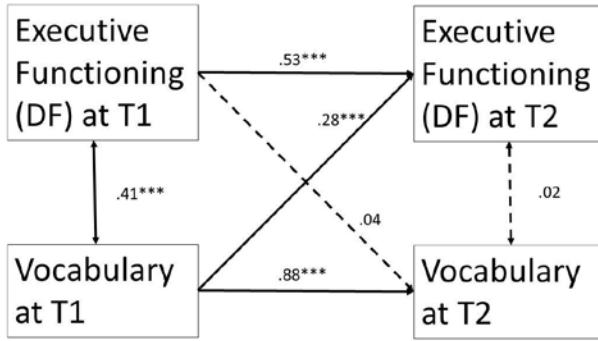 Executive
Functioning
(DF) at T1
.53***
Executive
Functioning
(DF) at T2
.28***
.41***
.04
.02
Vocabulary
at T1
.88***
Vocabulary
at T2